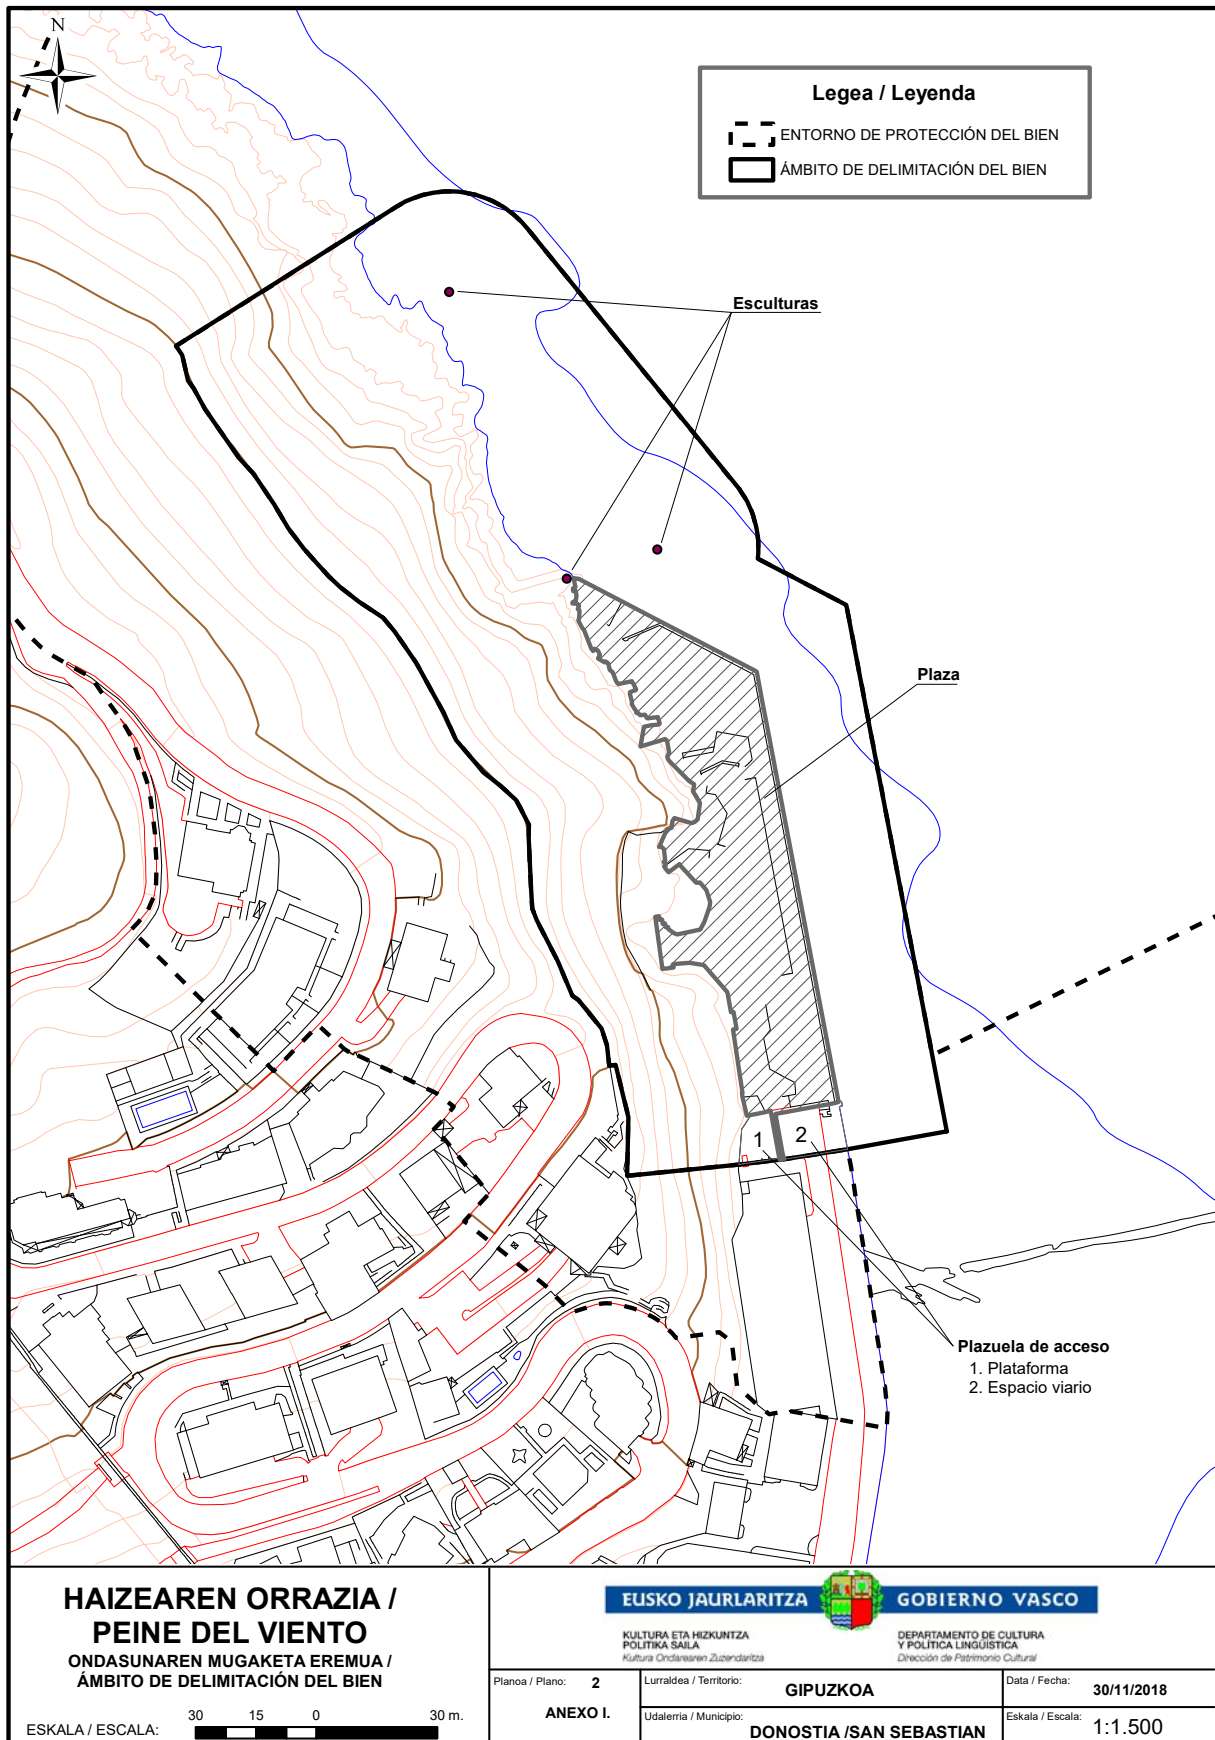 N
Legea / Leyenda
ENTORNO DE PROTECCIÓN DEL BIEN
ÁMBITO DE DELIMITACIÓN DEL BIEN
Esculturas
Plaza
1
2
Plazuela de acceso
1. Plataforma
2. Espacio viario
HAIZEAREN ORRAZIA /
PEINE DEL VIENTO
ONDASUNAREN MUGAKETA EREMUA /
ÁMBITO DE DELIMITACIÓN DEL BIEN
ESKALA / ESCALA:
30 15 0 30 m.
EUSKO JAURLARITZA GOBIERNO VASCO
KULTURA ETA HIZKUNTZA
POLITIKA SAILA
Kultura Ondarearen Zuzendaritza
DEPARTAMENTO DE CULTURA
Y POLÍTICA LINGÜÍSTICA
Dirección de Patrimonio Cultural
Planoa / Plano: 2
ANEXO I.
Lurraldea / Territorio:
GIPUZKOA
Data / Fecha: 30/11/2018
Udalerria / Municipio:
DONOSTIA /SAN SEBASTIAN
Eskala / Escala: 1:1.500